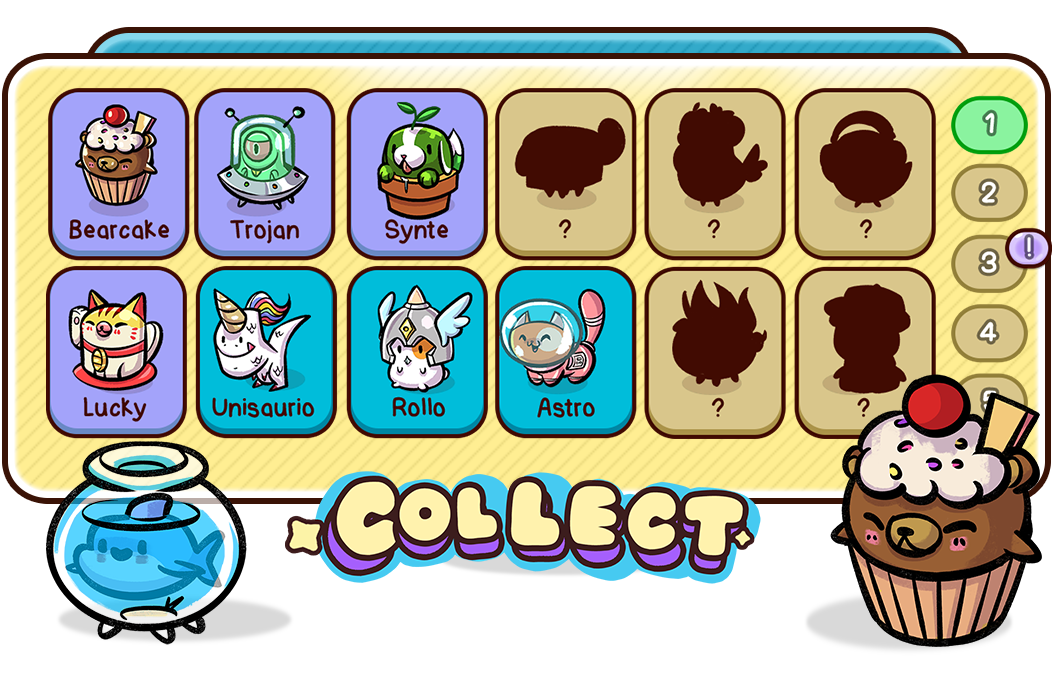 Bearcake
Trojan
Synte
?
?
?
1
2
3
!
4
Lucky
Unisaurio
Rollo
Astro
?
?
COLLECT